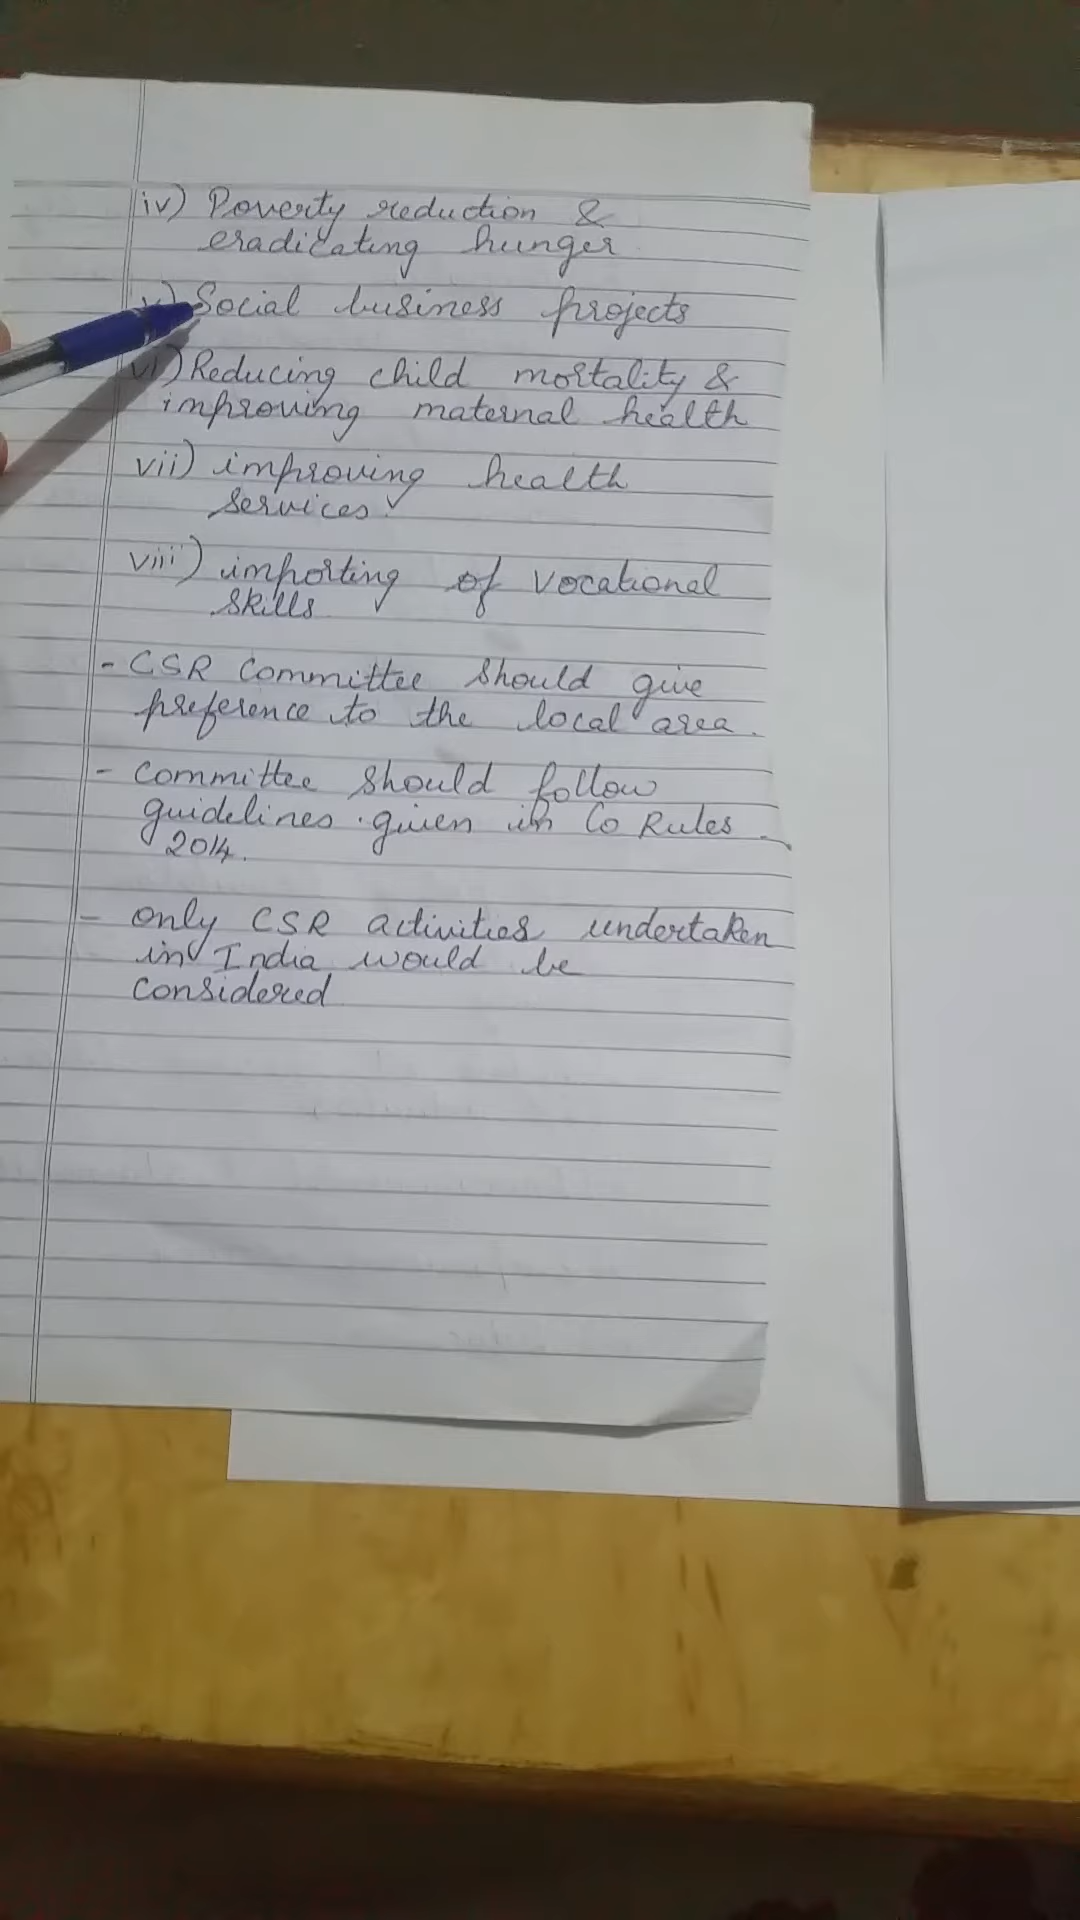 iv) Poverty reduction &
eradicating hunger
v) Social business projects
vi) Reducing child mortality &
improving maternal health
vii) improving health
services
viii) importing of vocational
skills
- CSR Committee should give
preference to the local area.
- Committee should follow
guidelines given in Co Rules
2014.
- only CSR activities undertaken
in India would be
considered